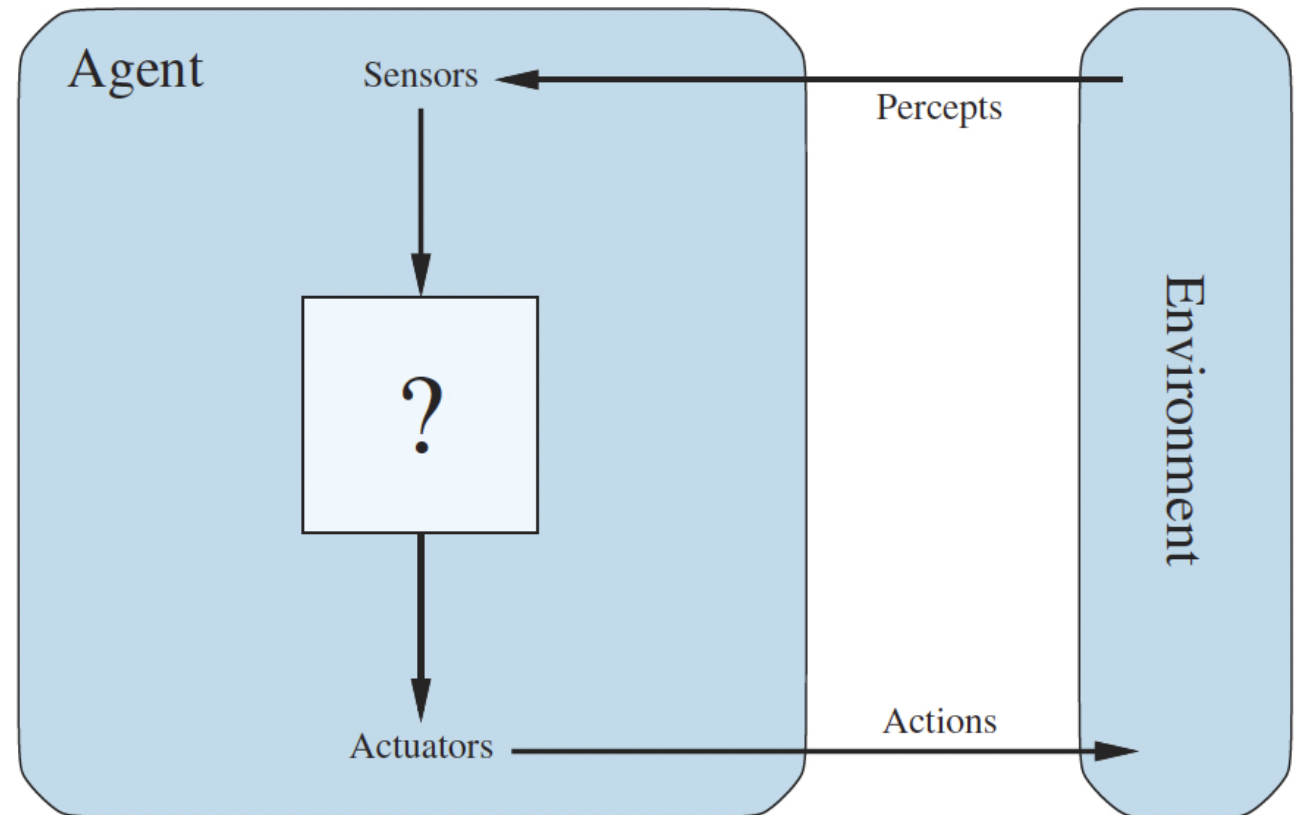 Agent
Sensors
Percepts
?
Environment
Actions
Actuators